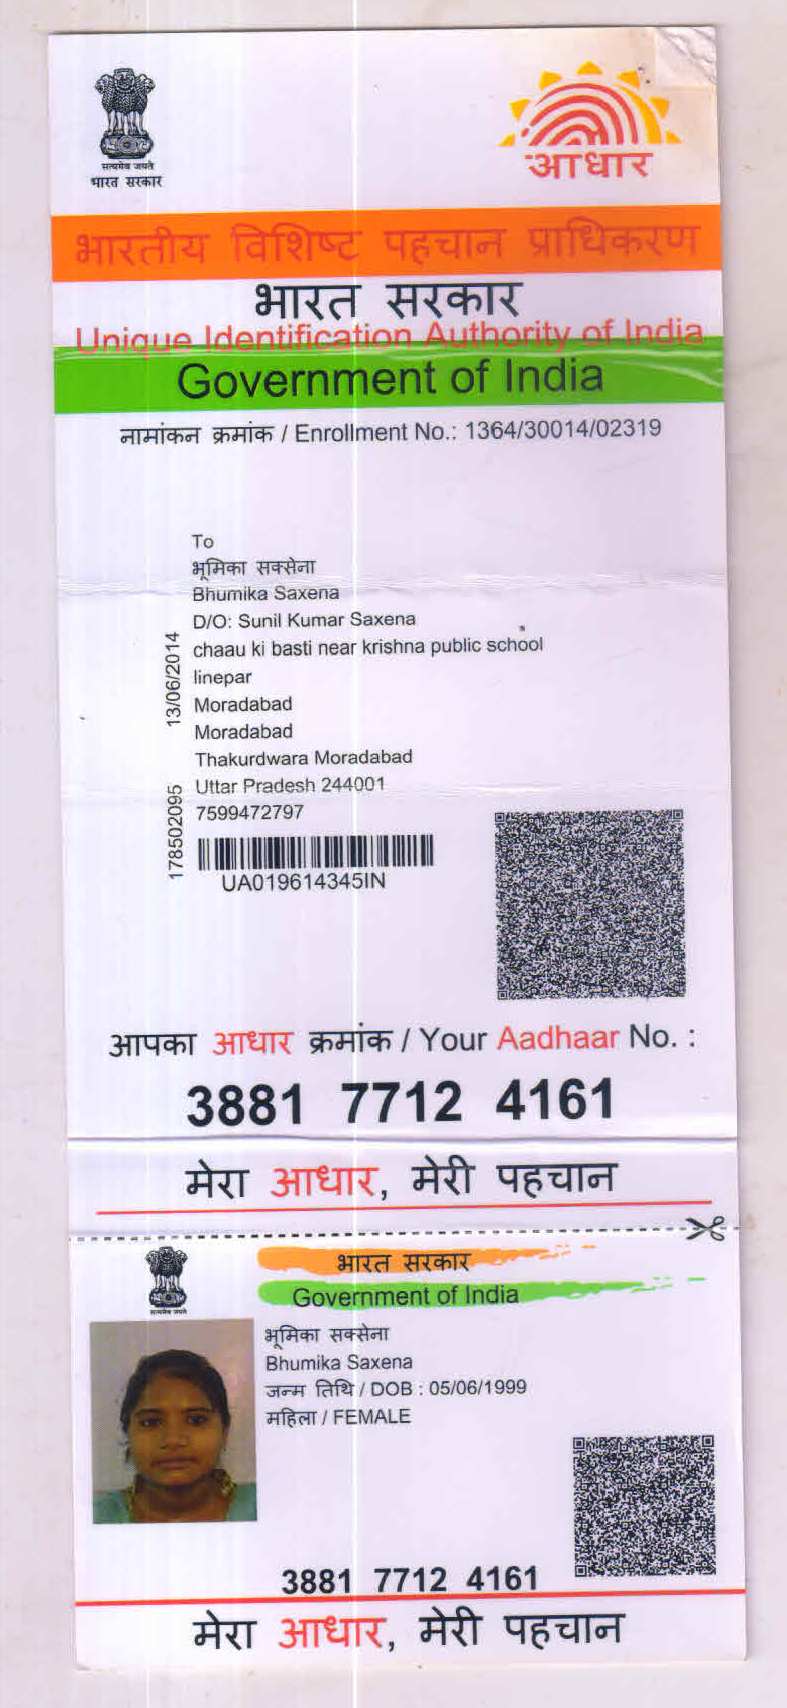 सत्यमेव जयते
भारत सरकार
आधार
भारतीय विशिष्ट पहचान प्राधिकरण
भारत सरकार
Unique Identification Authority of India
Government of India
नामांकन क्रमांक / Enrollment No.: 1364/30014/02319
To
भूमिका सक्सेना
Bhumika Saxena
D/O: Sunil Kumar Saxena
chaau ki basti near krishna public school
linepar
Moradabad
Moradabad
Thakurdwara Moradabad
Uttar Pradesh 244001
7599472797
13/06/2014
178502095
UA019614345IN
आपका आधार क्रमांक / Your Aadhaar No. :
3881 7712 4161
मेरा आधार, मेरी पहचान
सत्यमेव जयते
भारत सरकार
Government of India
भूमिका सक्सेना
Bhumika Saxena
जन्म तिथि / DOB : 05/06/1999
महिला / FEMALE
3881 7712 4161
मेरा आधार, मेरी पहचान